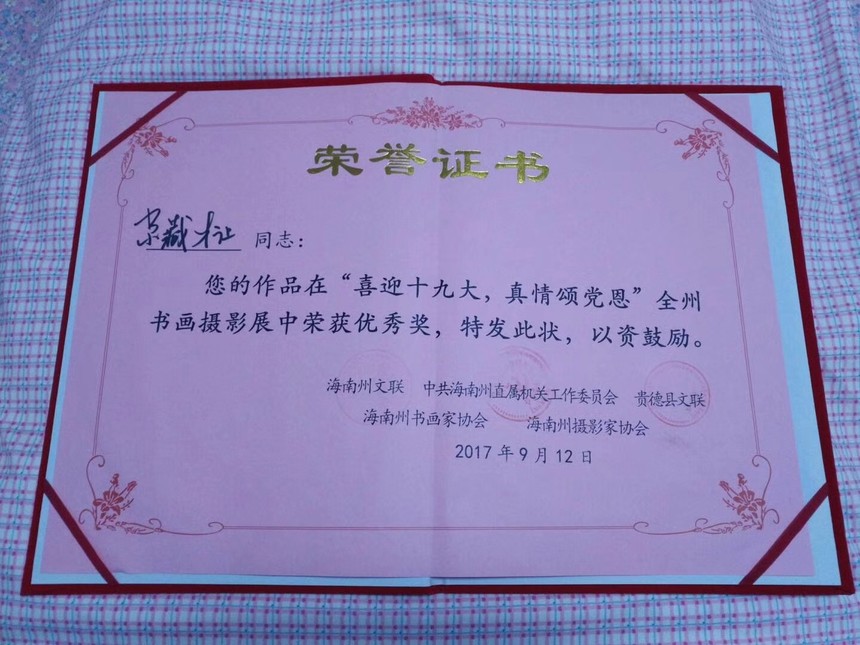 荣誉证书
同志：
您的作品在“喜迎十九大，真情颂党恩”全州
书画摄影展中荣获优秀奖，特发此状，以资鼓励。
海南州文联 中共海南州直属机关工作委员会 贵德县文联
海南州书画家协会 海南州摄影家协会
2017年9月12日